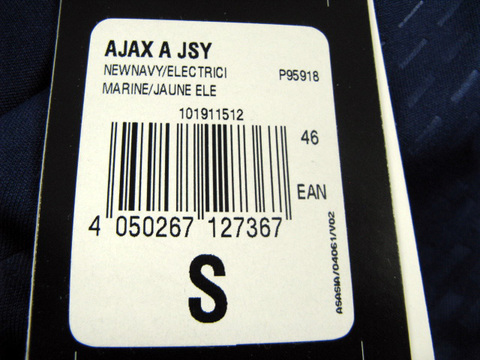 AJAX A JSY
NEWNAVY/ELECTRICI P95918
MARINE/JAUNE ELE
101911512
46
EAN
4 050267 127367
S
ASASIA/04061/V02